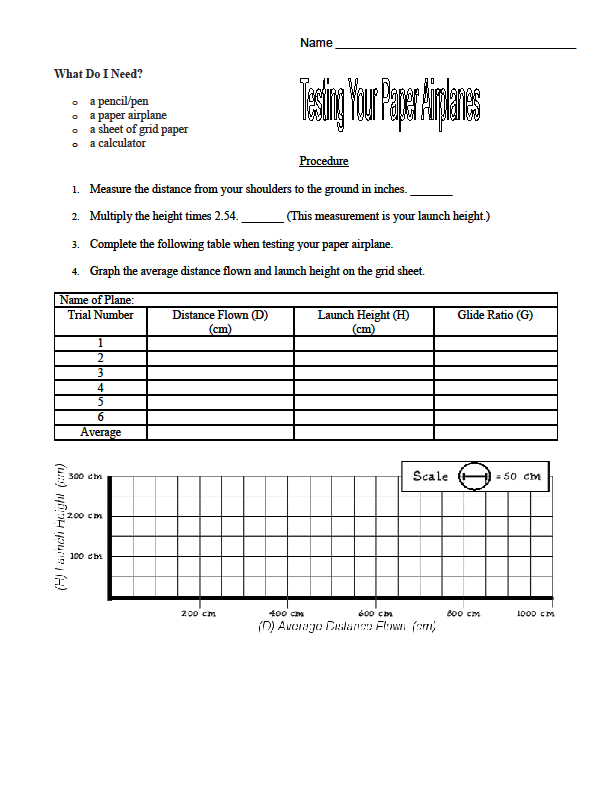 Name
What Do I Need?
Testing Your Paper Airplanes
o a pencil/pen
o a paper airplane
o a sheet of grid paper
o a calculator
Procedure
1. Measure the distance from your shoulders to the ground in inches. _______
2. Multiply the height times 2.54. _______ (This measurement is your launch height.)
3. Complete the following table when testing your paper airplane.
4. Graph the average distance flown and launch height on the grid sheet.
Name of Plane:
Trial Number Distance Flown (D) (cm) Launch Height (H) (cm) Glide Ratio (G)
1
2
3
4
5
6
Average
Scale = 50 cm
(H) Launch Height (cm)
300 cm
200 cm
100 cm
200 cm 400 cm 600 cm 800 cm 1000 cm
(D) Average Distance Flown (cm)